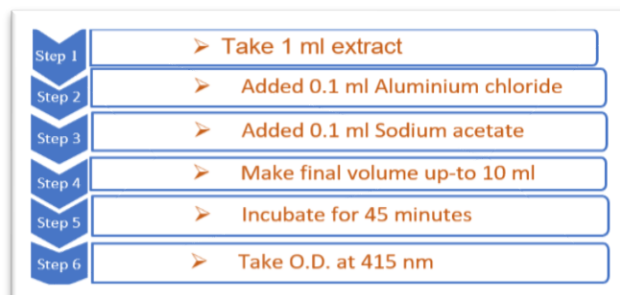 Step 1 ➢ Take 1 ml extract
Step 2 ➢ Added 0.1 ml Aluminium chloride
Step 3 ➢ Added 0.1 ml Sodium acetate
Step 4 ➢ Make final volume up-to 10 ml
Step 5 ➢ Incubate for 45 minutes
Step 6 ➢ Take O.D. at 415 nm